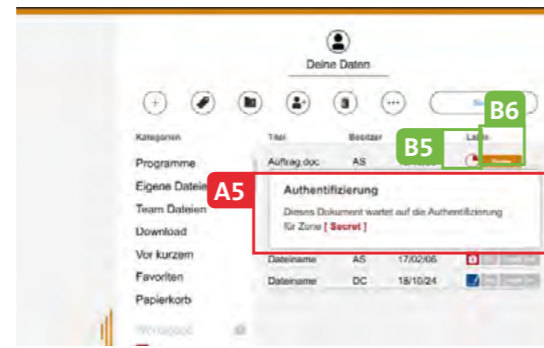 Deine Daten
B6
Kategorien Titel Besitzer
B5
Programme Auftrag.doc AS
Eigene Dateie
A5
Authentifizierung
Team Dateien
Dieses Dokument wartet auf die Authentifizierung
für Zone [ Secret ]
Download
Vor kurzem Dateiname AS 17/02/06
Favoriten Dateiname DC 18/10/24
Papierkorb